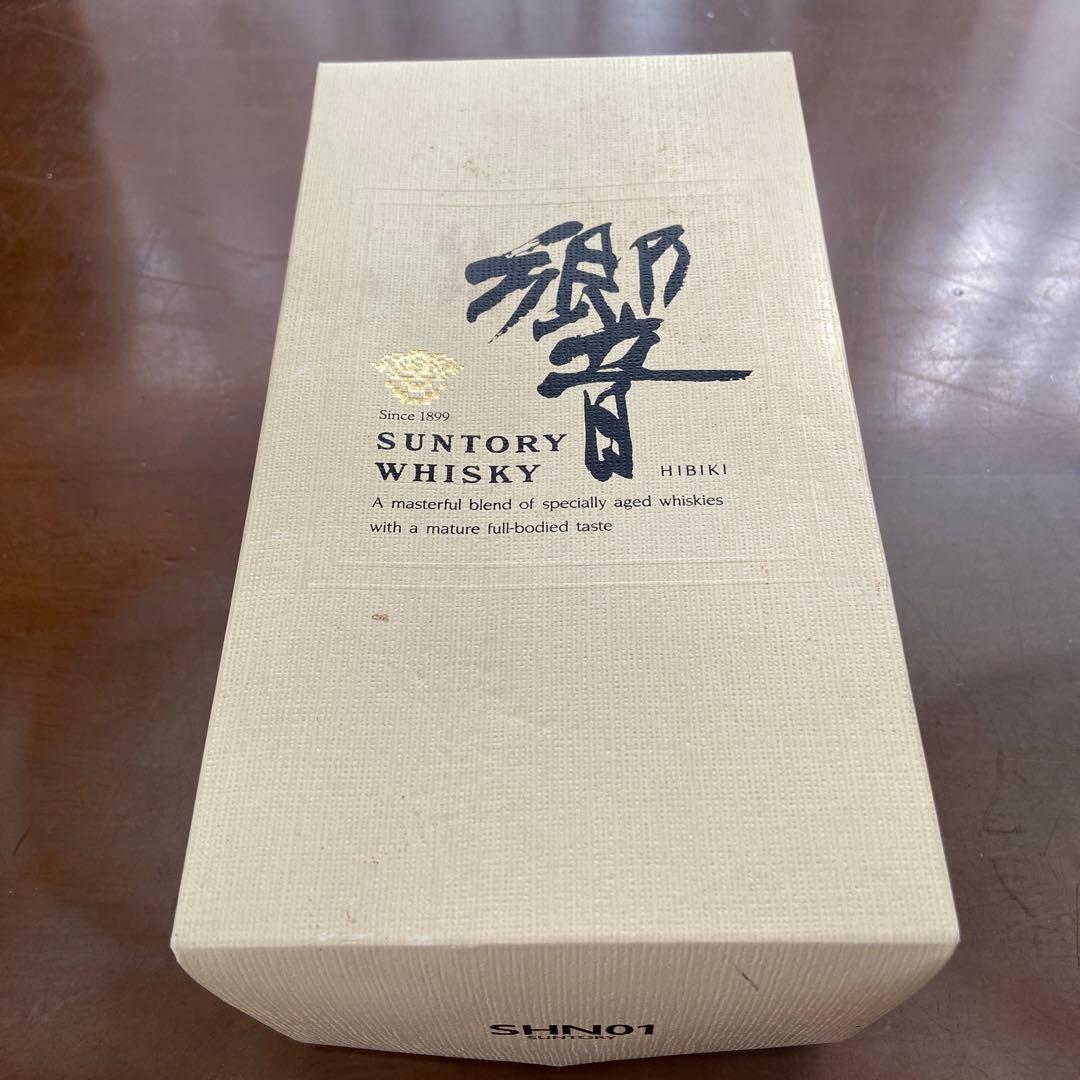 響
Since 1899
SUNTORY
WHISKY
HIBIKI
A masterful blend of specially aged whiskies
with a mature full-bodied taste
SHN01
SUNTORY